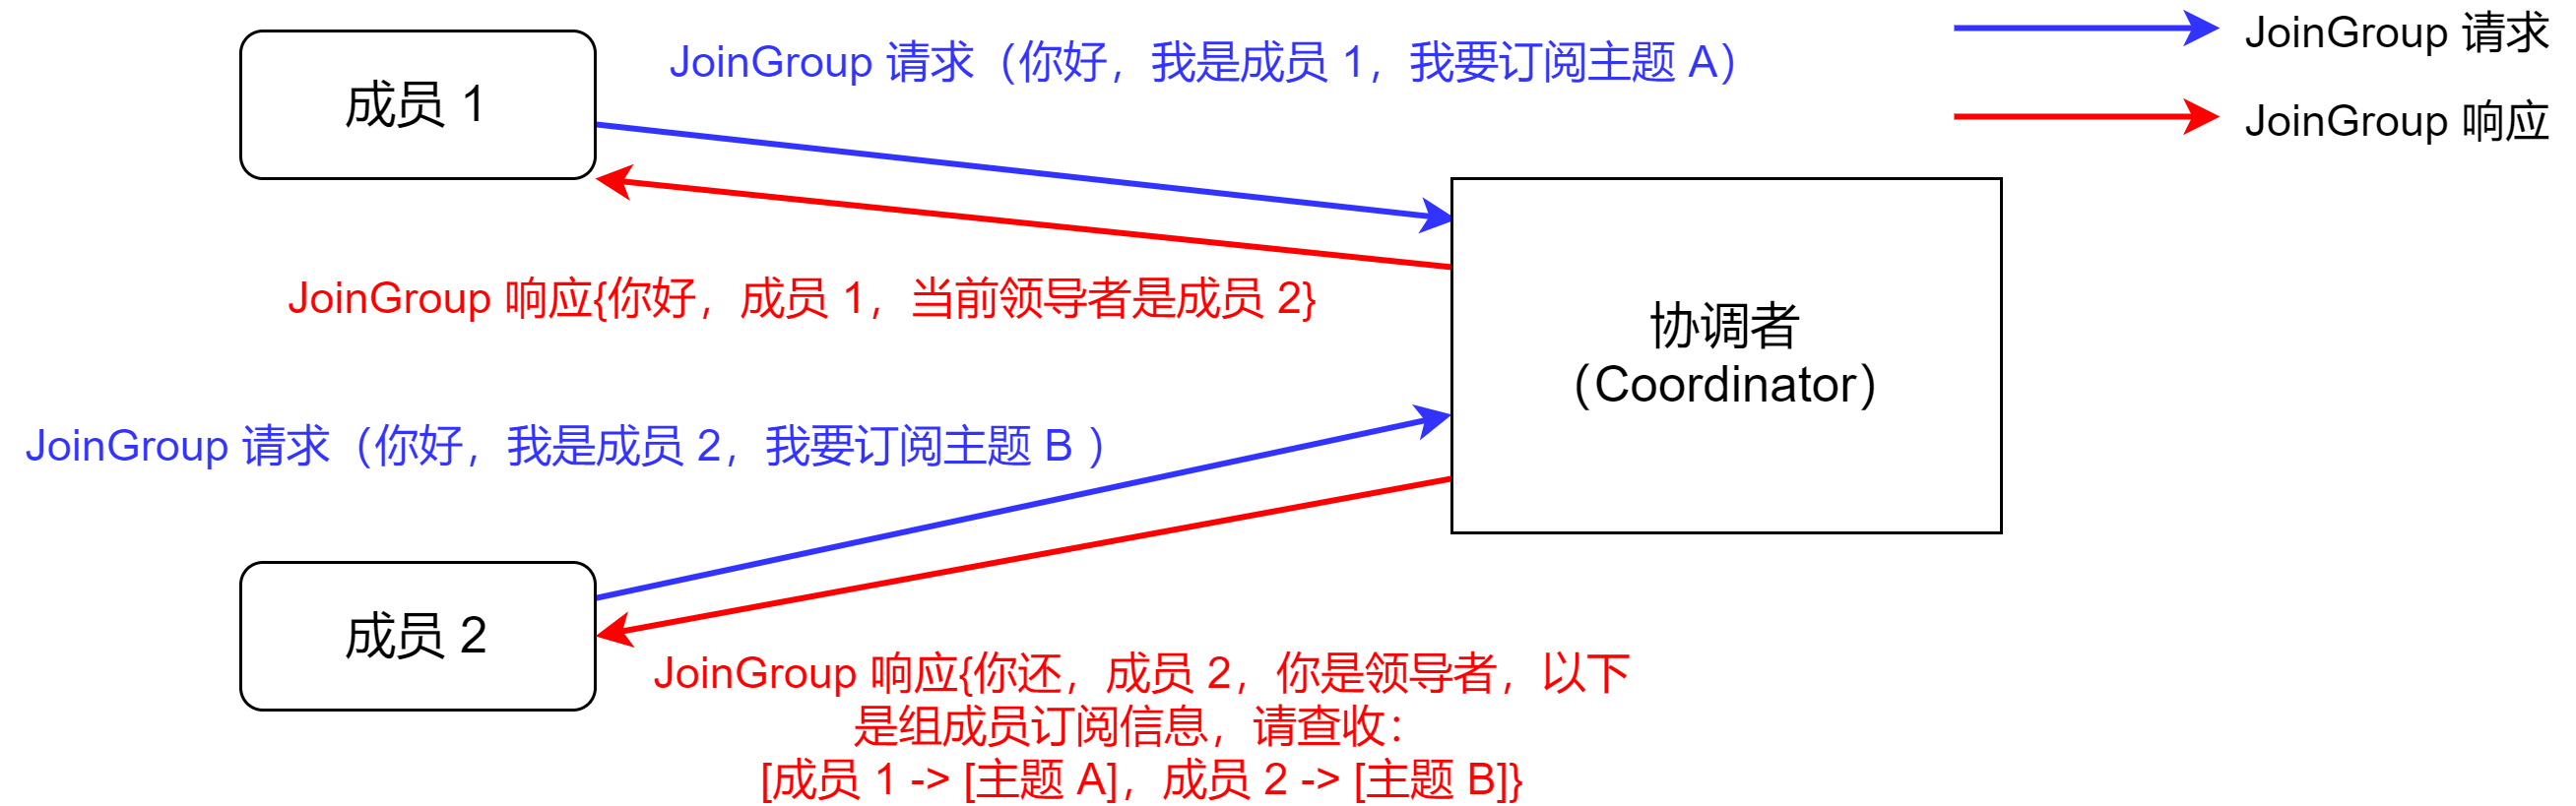 JoinGroup 请求（你好，我是成员 1，我要订阅主题 A）
JoinGroup 请求
成员 1
JoinGroup 响应
JoinGroup 响应{你好，成员 1，当前领导者是成员 2}
协调者
（Coordinator）
JoinGroup 请求（你好，我是成员 2，我要订阅主题 B ）
成员 2
JoinGroup 响应{你还，成员 2，你是领导者，以下
是组成员订阅信息，请查收：
[成员 1 -> [主题 A]，成员 2 -> [主题 B]}